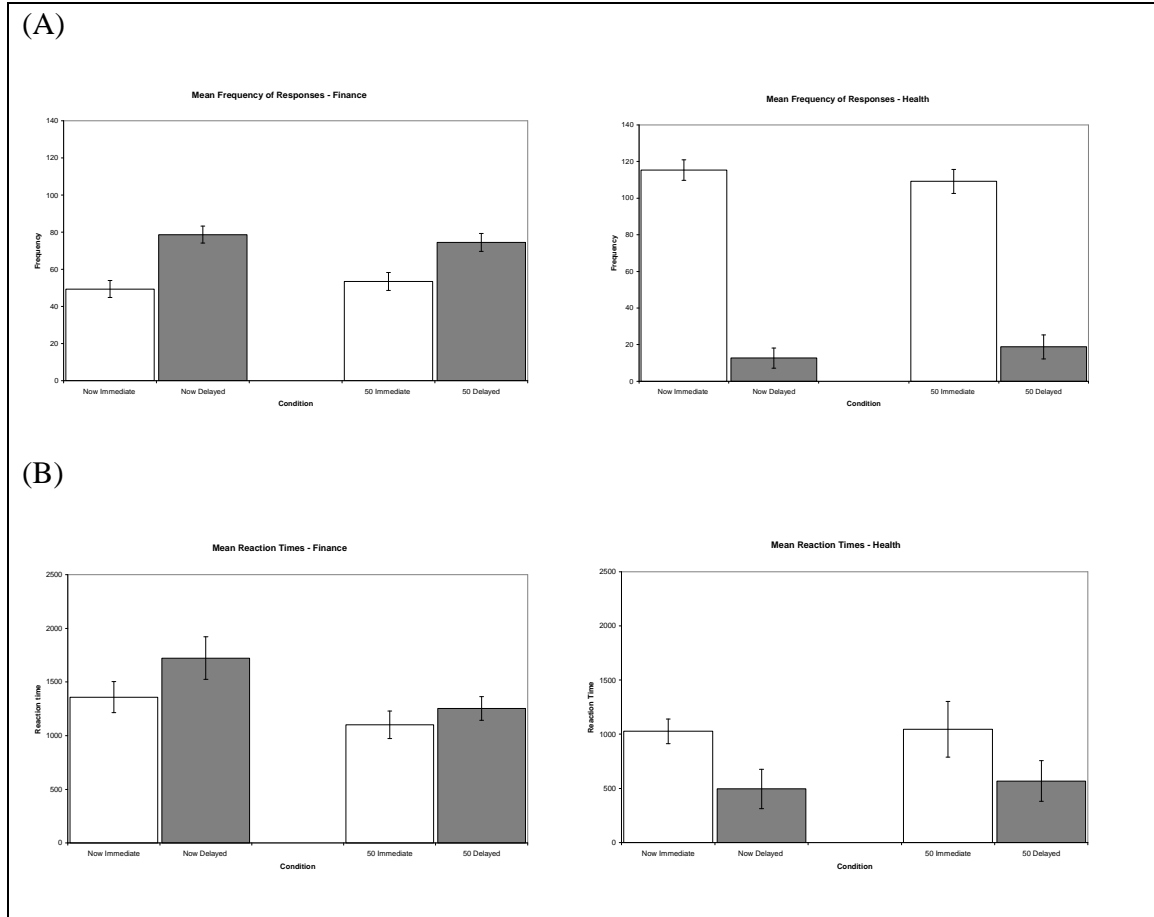 (A)
Mean Frequency of Responses - Finance
140
120
100
80
60
40
20
0
Frequency
Now Immediate Now Delayed 50 Immediate 50 Delayed
Condition
Mean Frequency of Responses - Health
140
120
100
80
60
40
20
0
Frequency
Now Immediate Now Delayed 50 Immediate 50 Delayed
Condition
(B)
Mean Reaction Times - Finance
2500
2000
1500
1000
500
0
Reaction time
Now Immediate Now Delayed 50 Immediate 50 Delayed
Condition
Mean Reaction Times - Health
2500
2000
1500
1000
500
0
Reaction Time
Now Immediate Now Delayed 50 Immediate 50 Delayed
Condition